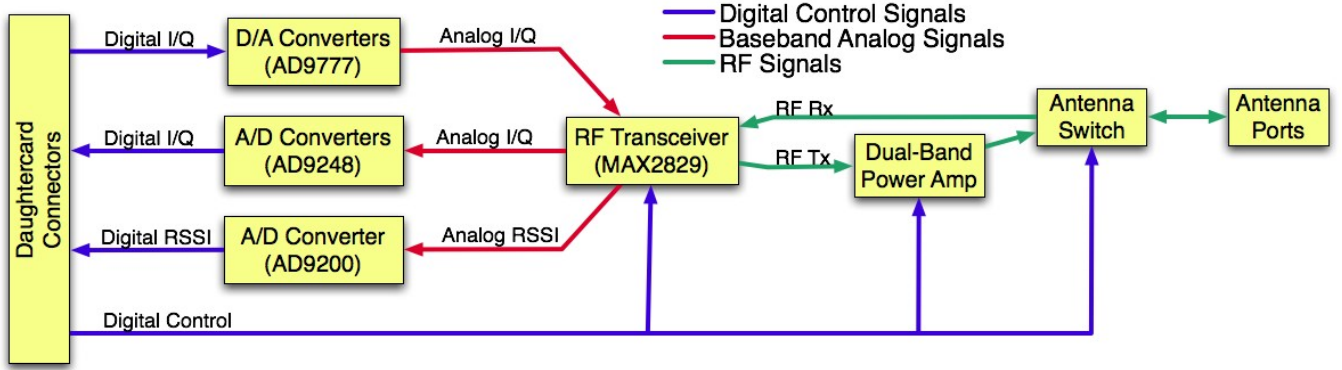 Digital Control Signals
Baseband Analog Signals
RF Signals
Daughtercard
Connectors
Digital I/Q
D/A Converters
(AD9777)
Analog I/Q
Digital I/Q
A/D Converters
(AD9248)
Analog I/Q
Digital RSSI
A/D Converter
(AD9200)
Analog RSSI
Digital Control
RF Transceiver
(MAX2829)
RF Rx
RF Tx
Dual-Band
Power Amp
Antenna
Switch
Antenna
Ports